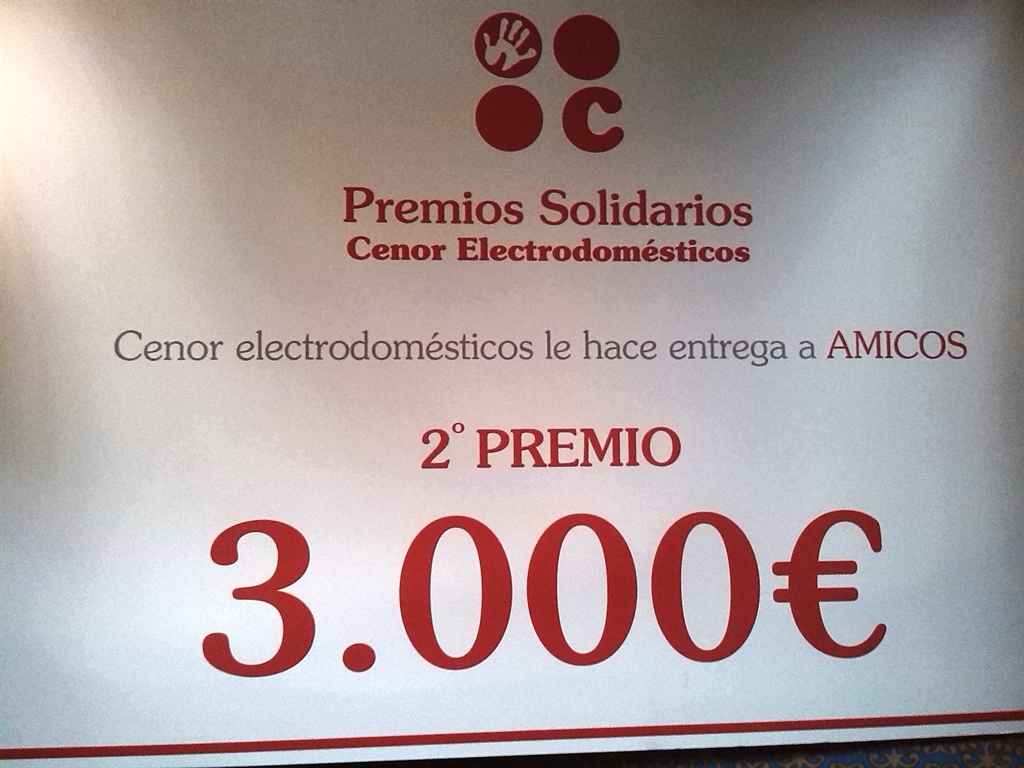 C
Premios Solidarios
Cenor Electrodomésticos
Cenor electrodomésticos le hace entrega a AMICOS
2º PREMIO
3.000€